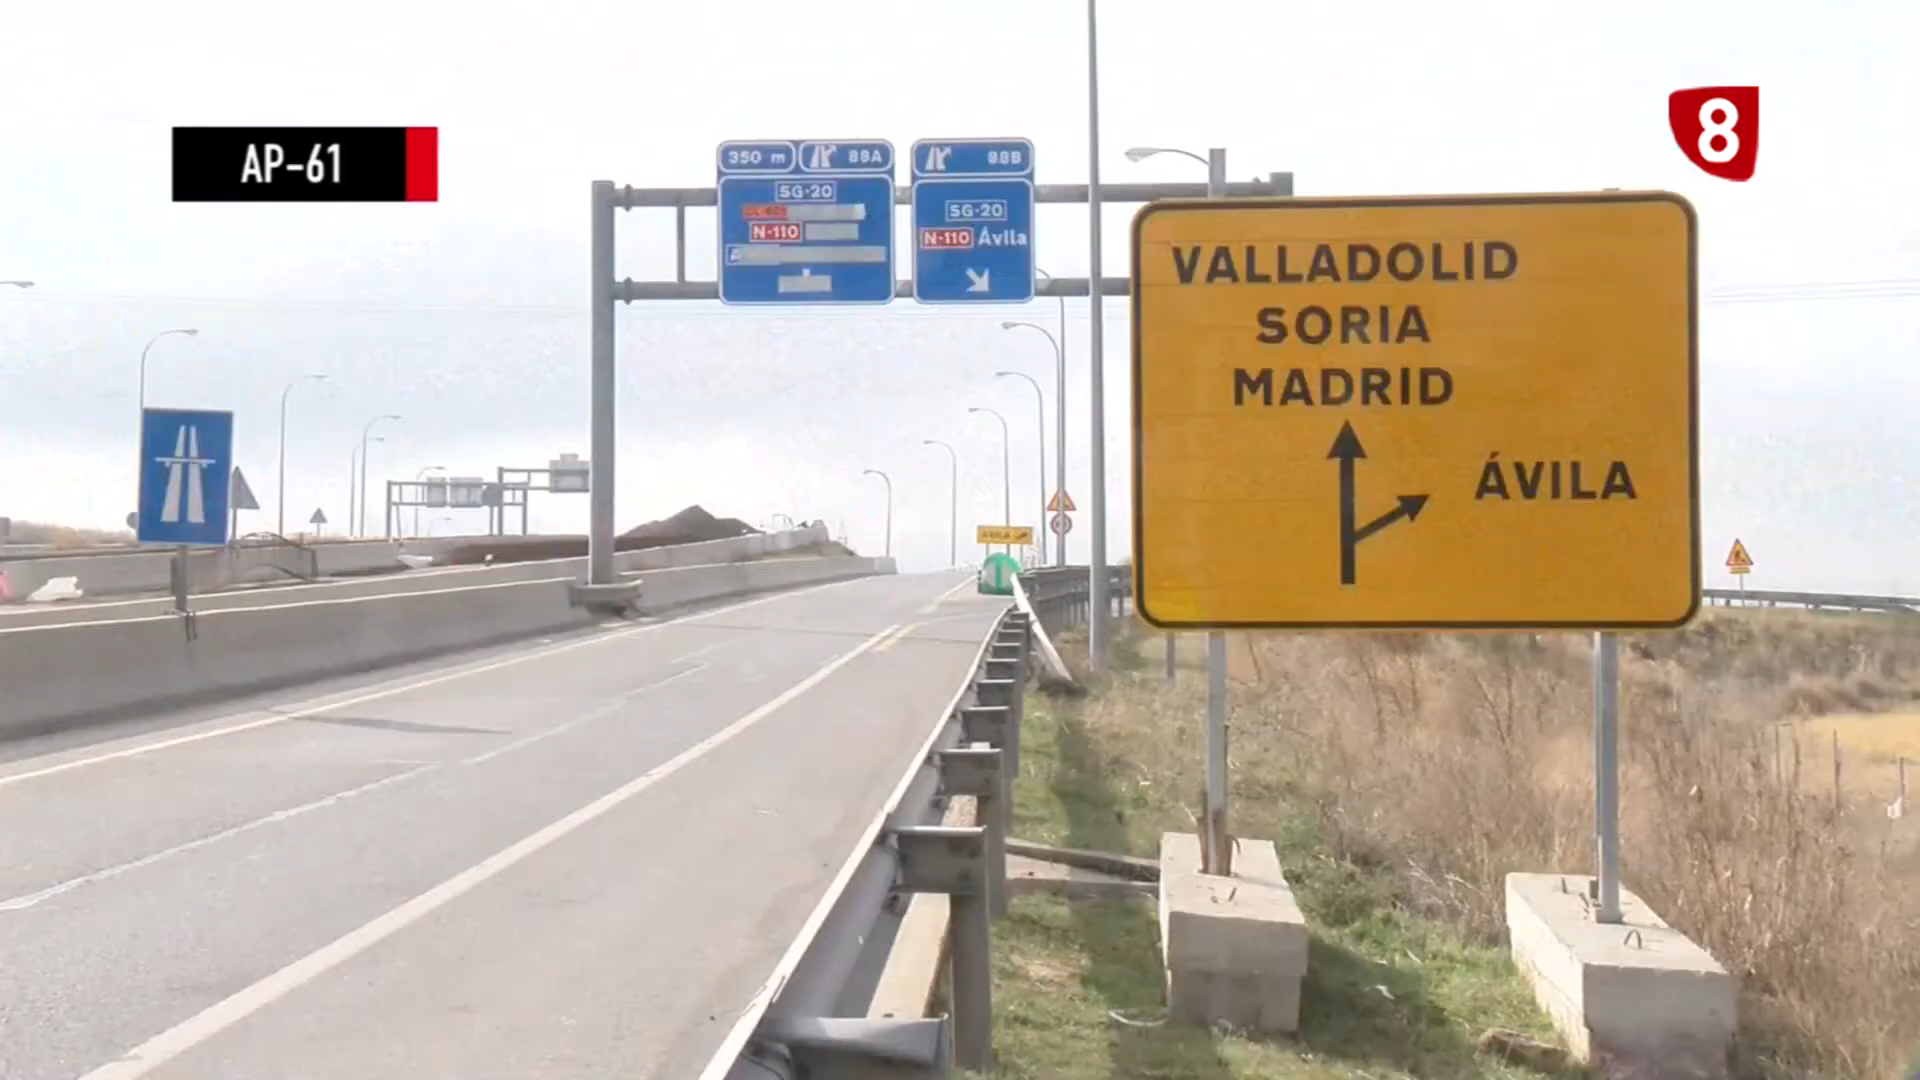 AP-61
8
350 m
88A
SG-20
N-110
88B
SG-20
N-110 Ávila
VALLADOLID
SORIA
MADRID
ÁVILA